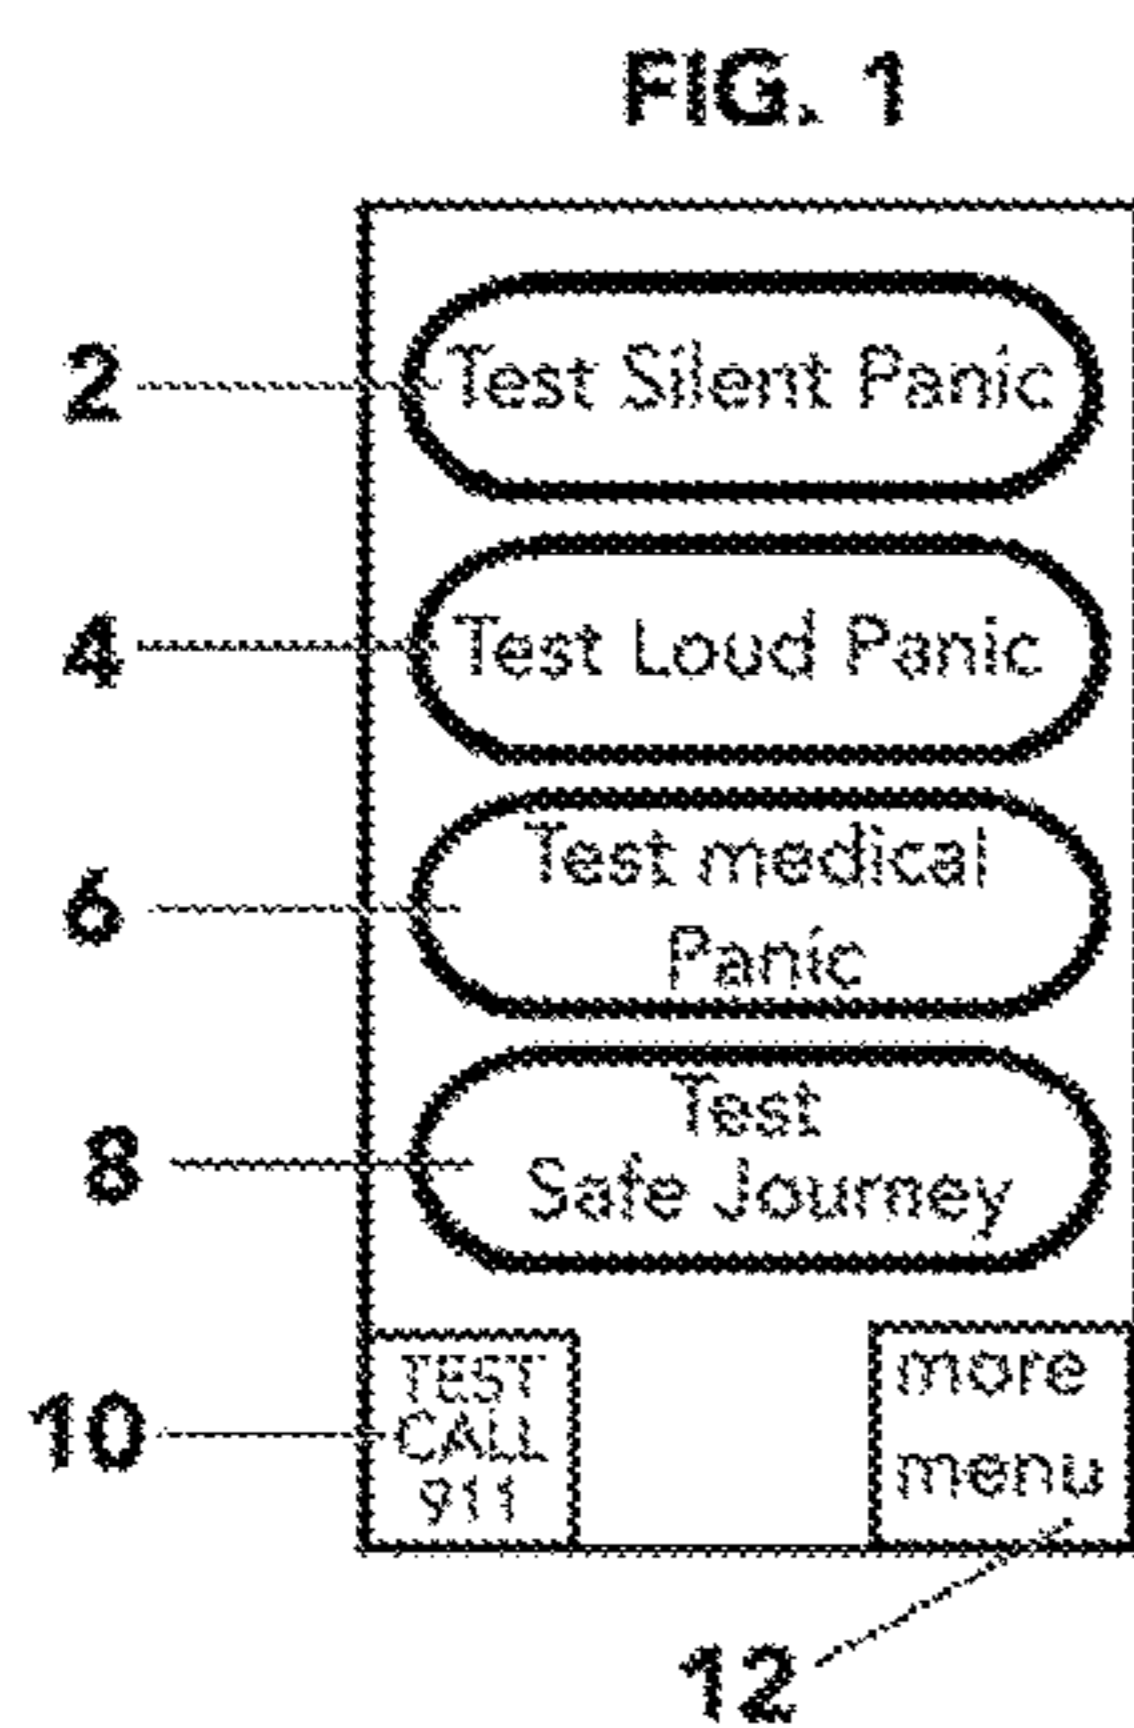 FIG. 1
2
Test Silent Panic
4
Test Loud Panic
6
Test medical
Panic
8
Test
Safe Journey
10
TEST
CALL
911
more
menu
12